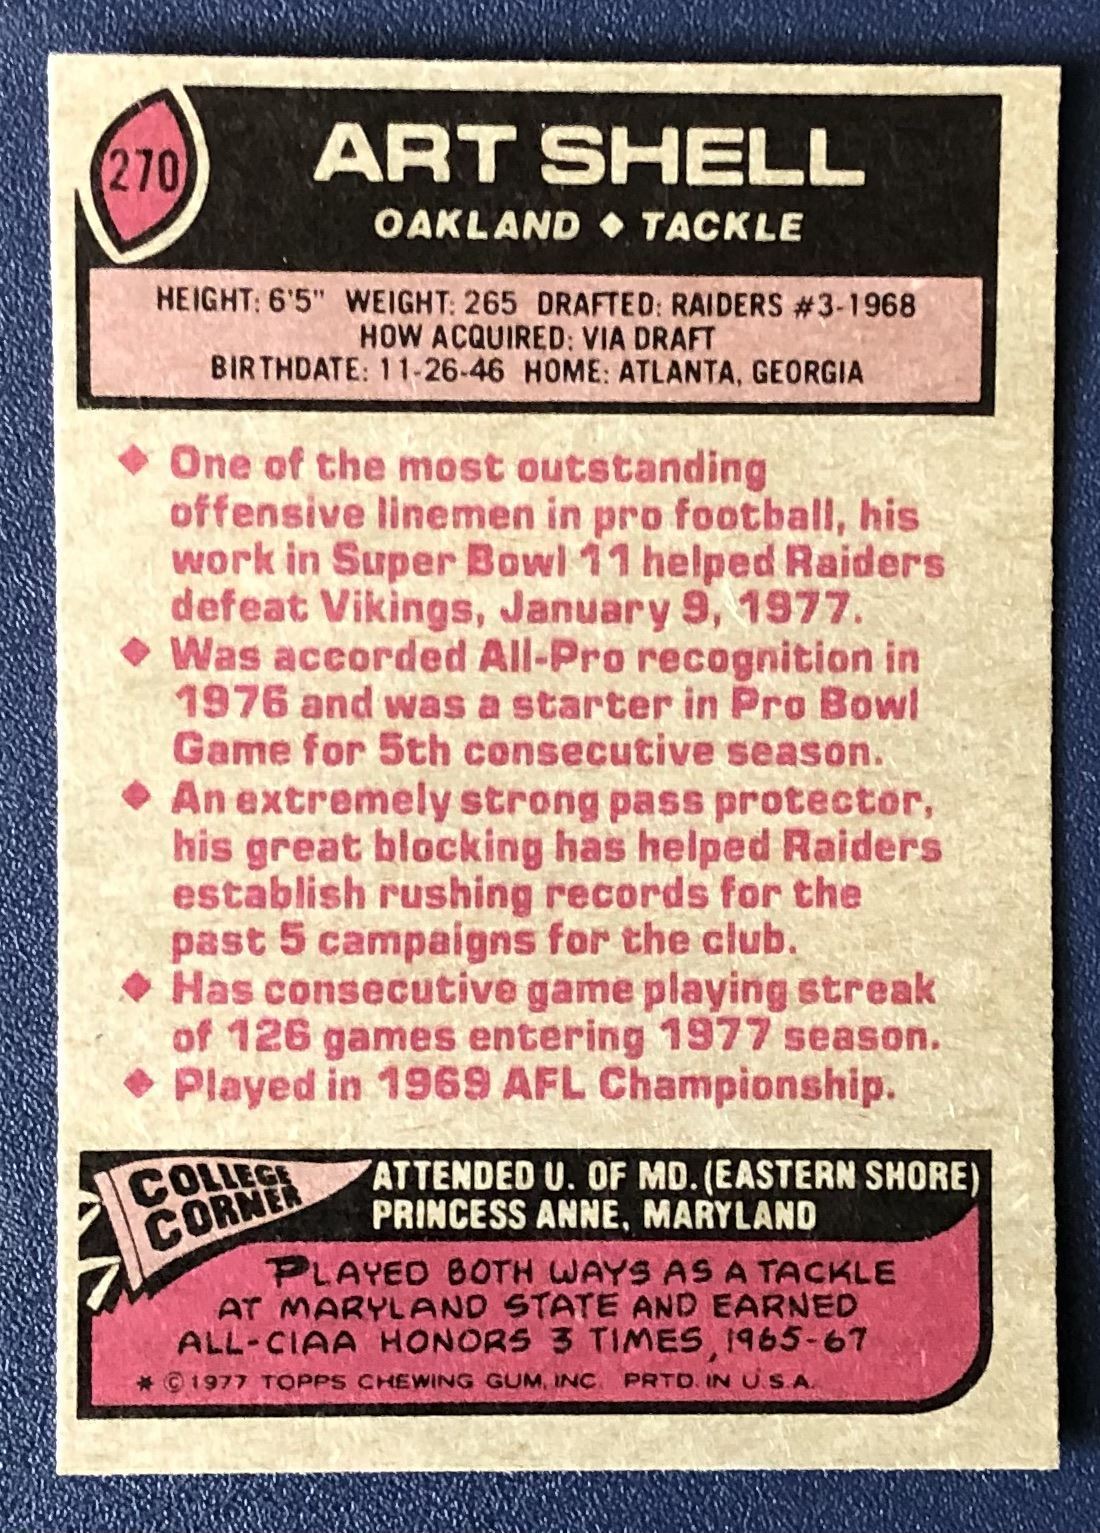 270
ART SHELL
OAKLAND ♦ TACKLE
HEIGHT: 6'5" WEIGHT: 265 DRAFTED: RAIDERS #3-1968
HOW ACQUIRED: VIA DRAFT
BIRTHDATE: 11-26-46 HOME: ATLANTA, GEORGIA
♦ One of the most outstanding
offensive linemen in pro football, his
work in Super Bowl 11 helped Raiders
defeat Vikings, January 9, 1977.
♦ Was accorded All-Pro recognition in
1976 and was a starter in Pro Bowl
Game for 5th consecutive season.
♦ An extremely strong pass protector,
his great blocking has helped Raiders
establish rushing records for the
past 5 campaigns for the club.
♦ Has consecutive game playing streak
of 126 games entering 1977 season.
♦ Played in 1969 AFL Championship.
COLLEGE
CORNER
ATTENDED U. OF MD. (EASTERN SHORE)
PRINCESS ANNE, MARYLAND
PLAYED BOTH WAYS AS A TACKLE
AT MARYLAND STATE AND EARNED
ALL-CIAA HONORS 3 TIMES, 1965-67
* © 1977 TOPPS CHEWING GUM, INC. PRTD. IN U.S.A.